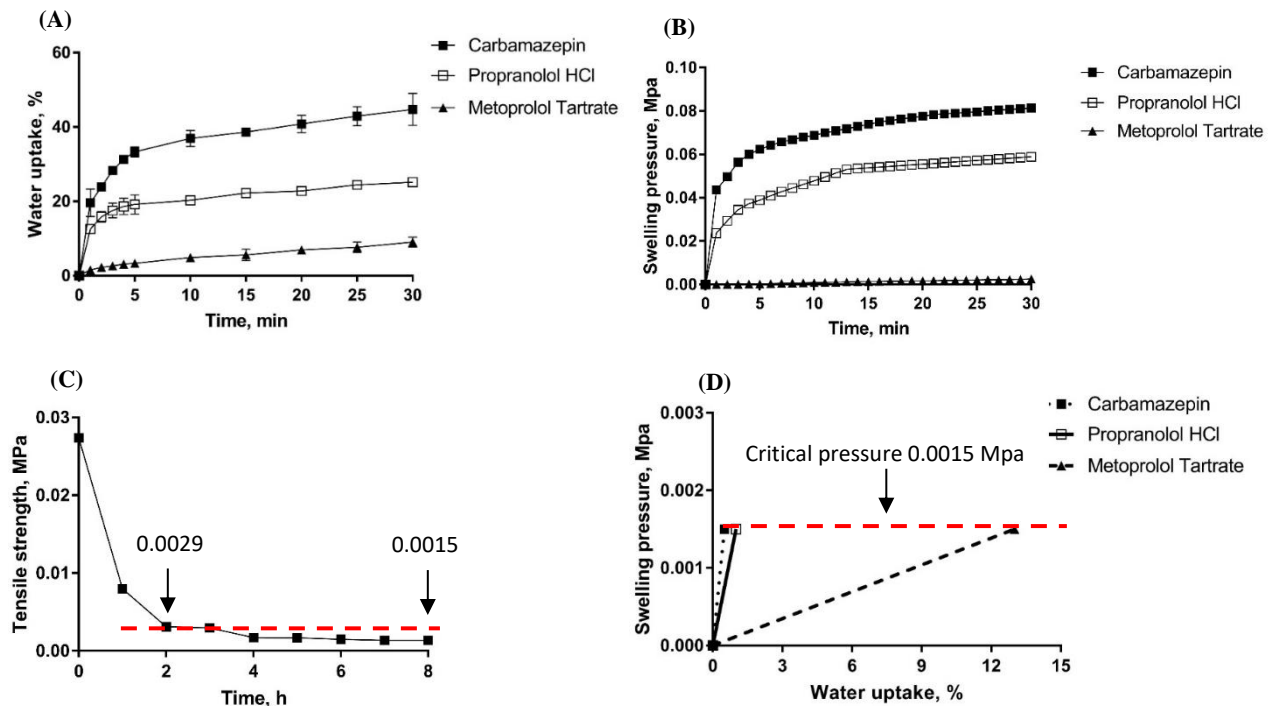 (A)
Carbamazepin
Propranolol HCl
Metoprolol Tartrate
Water uptake, %
60
40
20
0
0 5 10 15 20 25 30
Time, min
(B)
Carbamazepin
Propranolol HCl
Metoprolol Tartrate
Swelling pressure, Mpa
0.10
0.08
0.06
0.04
0.02
0.00
0 5 10 15 20 25 30
Time, min
(C)
Tensile strength, MPa
0.03
0.02
0.01
0.00
0.0029
0.0015
0 2 4 6 8
Time, h
(D)
Carbamazepin
Propranolol HCl
Metoprolol Tartrate
Critical pressure 0.0015 Mpa
Swelling pressure, Mpa
0.003
0.002
0.001
0.000
0 3 6 9 12 15
Water uptake, %